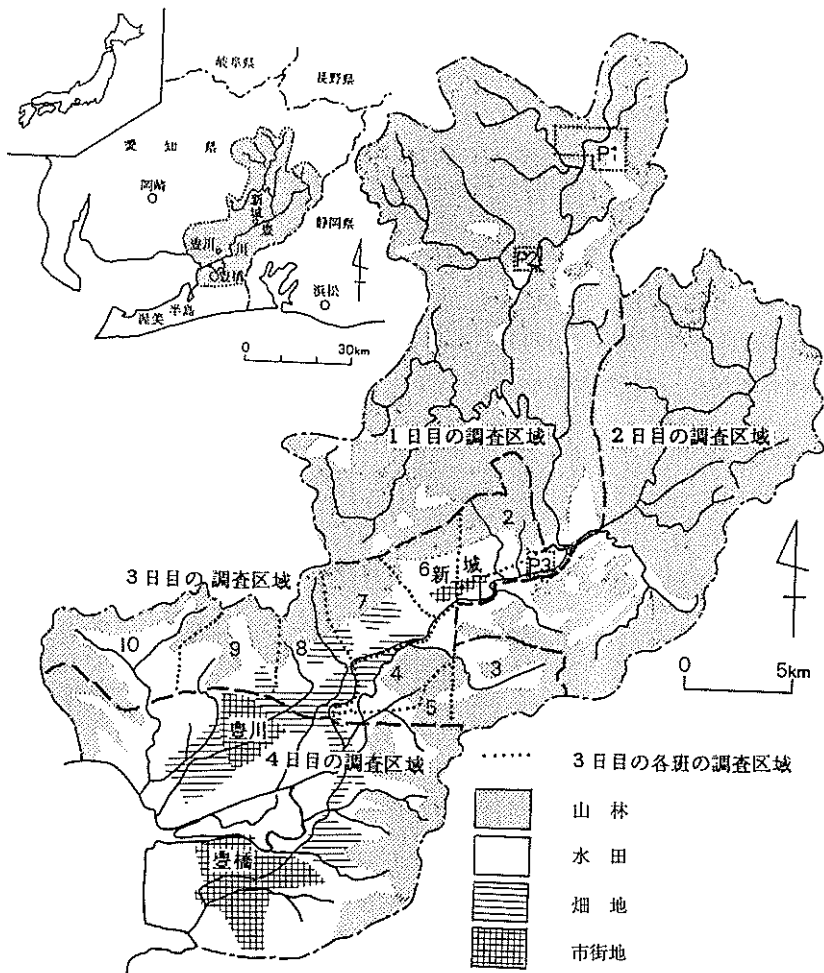 岐阜県
長野県
愛知県
岡崎
新城
豊川
静岡県
豊川
豊橋
浜松
渥美半島
0 30km
P1
P2
1日目の調査区域
2日目の調査区域
2
P3
6
新城
3日目の調査区域
7
10
9
8
4
3
5
0 5km
豊川
4日目の調査区域
豊橋
3日目の各班の調査区域
山林
水田
畑地
市街地